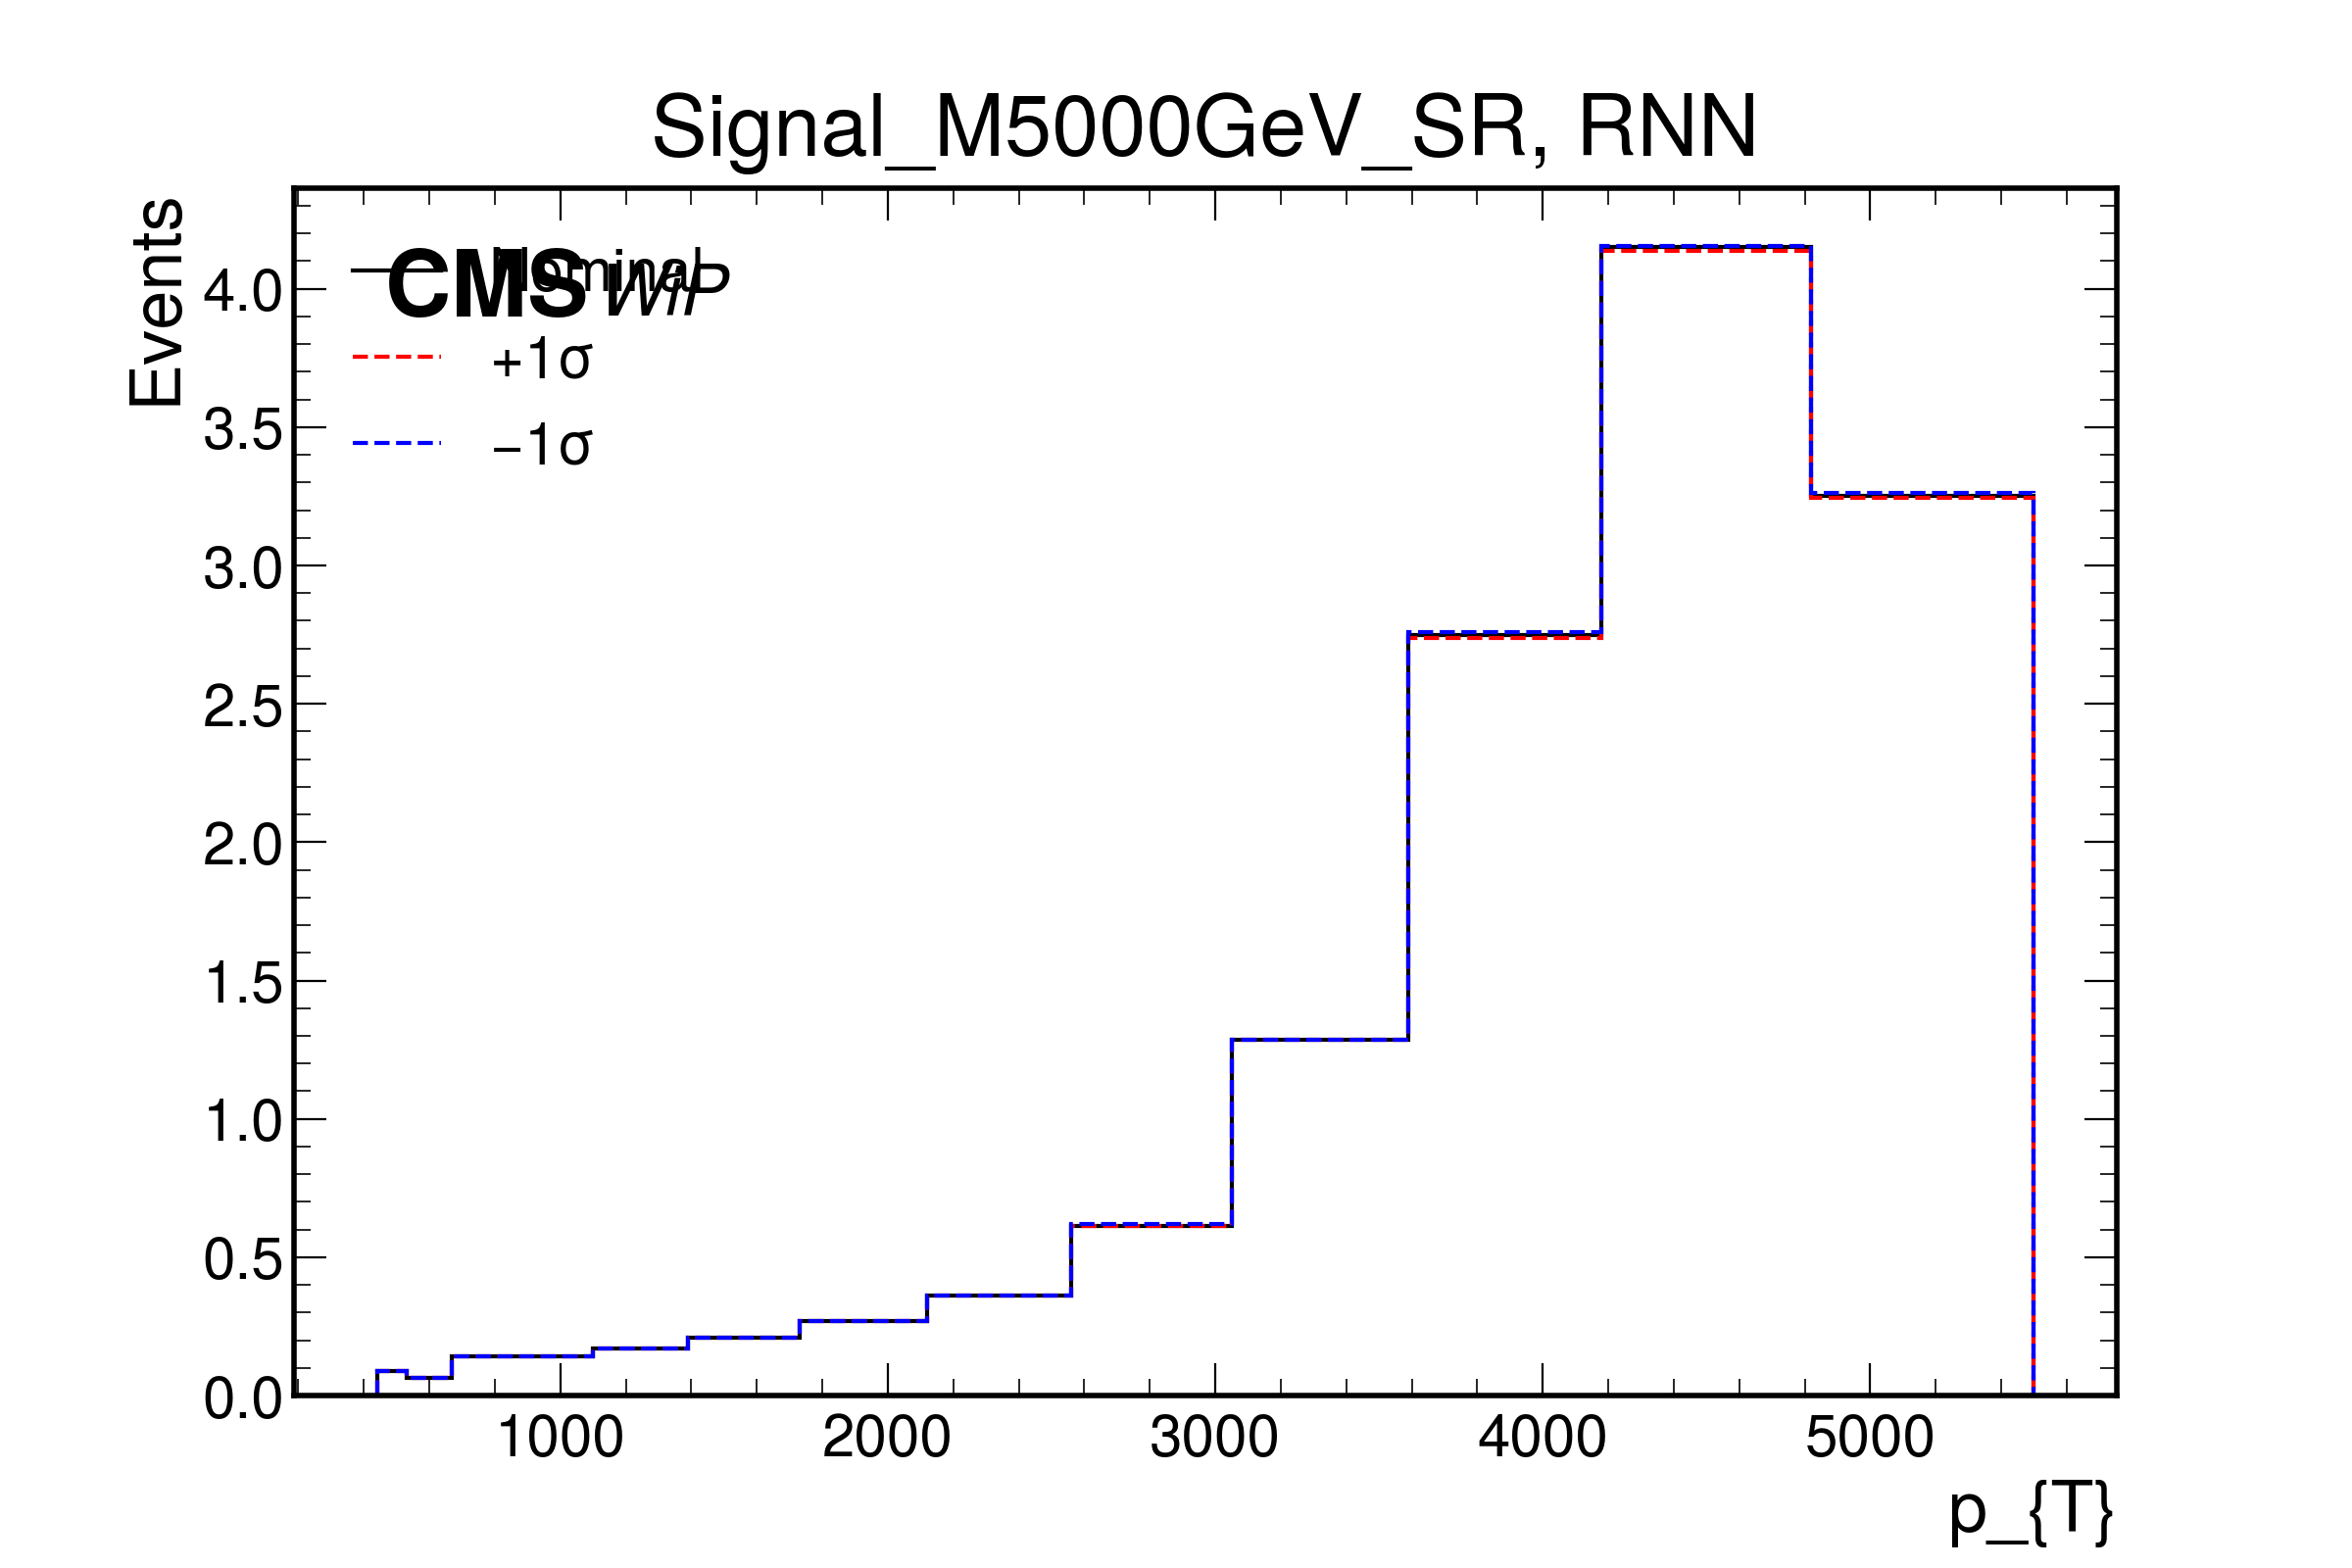 Signal_M5000GeV_SR, RNN
Events
CMS WiP
Nominal
+1σ
−1σ
4.0
3.5
3.0
2.5
2.0
1.5
1.0
0.5
0.0
1000 2000 3000 4000 5000
p_{T}